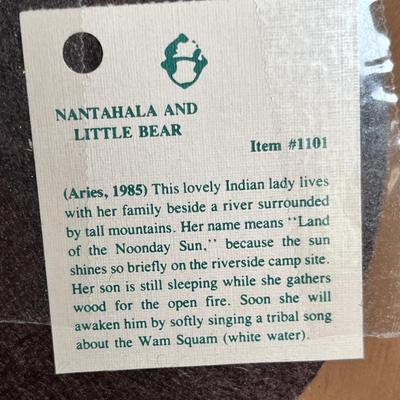 NANTAHALA AND
LITTLE BEAR
Item #1101
(Aries, 1985) This lovely Indian lady lives
with her family beside a river surrounded
by tall mountains. Her name means "Land
of the Noonday Sun," because the sun
shines so briefly on the riverside camp site.
Her son is still sleeping while she gathers
wood for the open fire. Soon she will
awaken him by softly singing a tribal song
about the Wam Squam (white water).